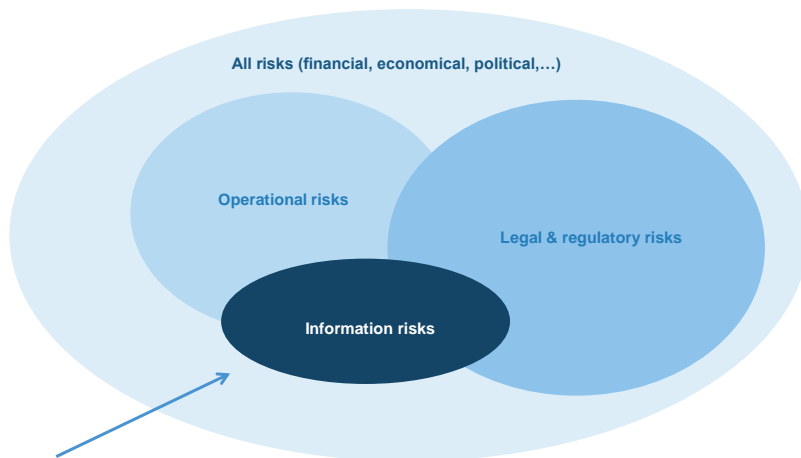 All risks (financial, economical, political,…)
Operational risks
Legal & regulatory risks
Information risks